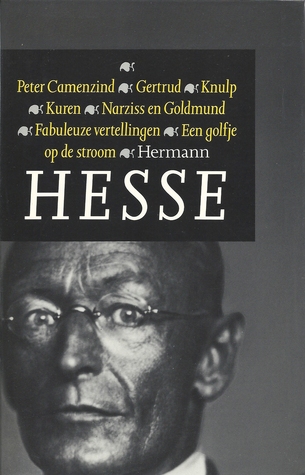 Peter Camenzind Gertrud Knulp
Kuren Narziss en Goldmund
Fabuleuze vertellingen Een golfje
op de stroom Hermann
HESSE